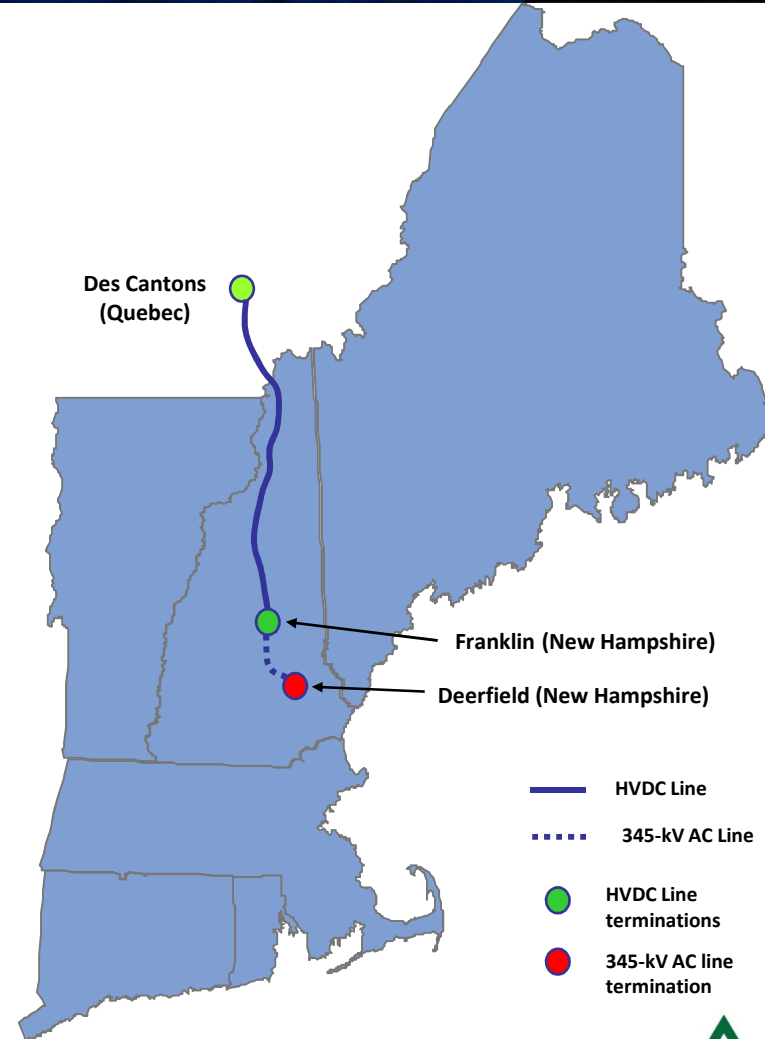 Des Cantons
(Quebec)
Franklin (New Hampshire)
Deerfield (New Hampshire)
HVDC Line
345-kV AC Line
HVDC Line
terminations
345-kV AC line
termination